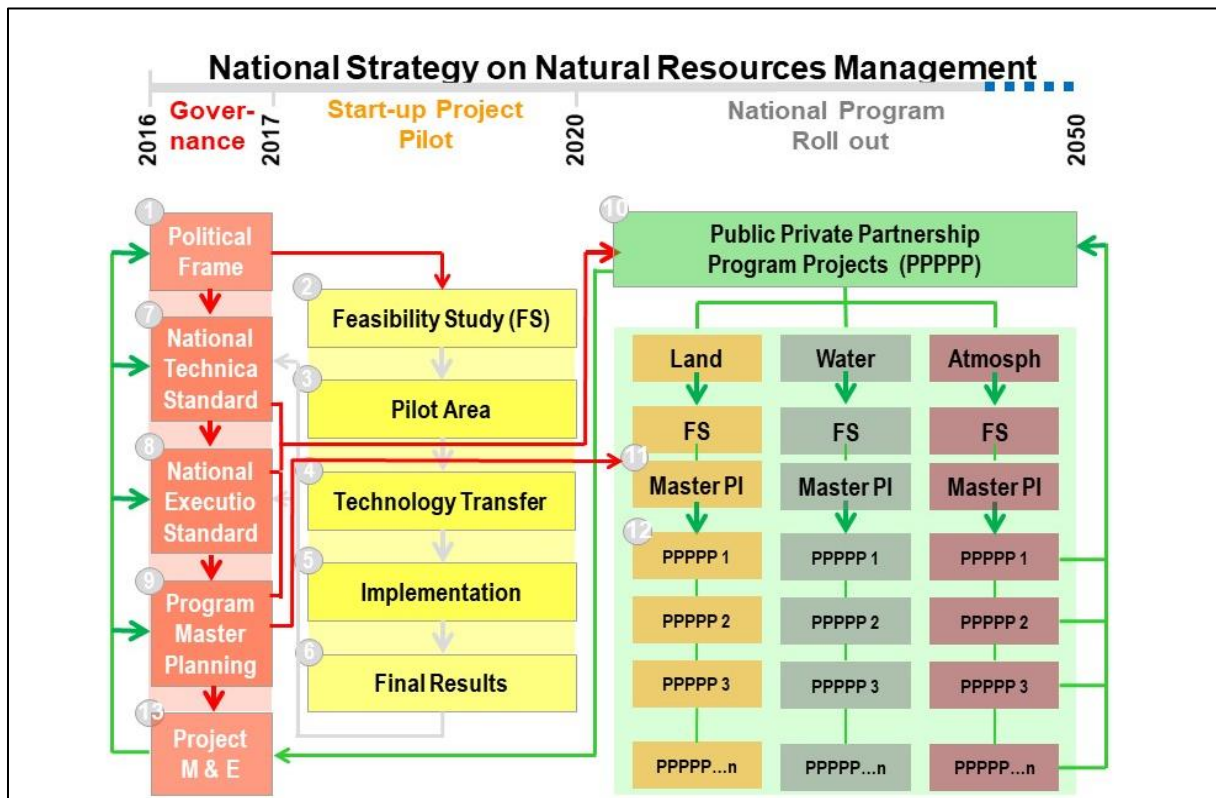 National Strategy on Natural Resources Management
2016
Gover-
nance
2017
Start-up Project
Pilot
2020
National Program
Roll out
2050
1
Political
Frame
7
National
Technica
Standard
8
National
Executio
Standard
9
Program
Master
Planning
13
Project
M & E
2
Feasibility Study (FS)
3
Pilot Area
4
Technology Transfer
5
Implementation
6
Final Results
10
Public Private Partnership
Program Projects (PPPPP)
Land
Water
Atmosph
FS
FS
FS
11
Master Pl
Master Pl
Master Pl
12
PPPPP 1
PPPPP 1
PPPPP 1
PPPPP 2
PPPPP 2
PPPPP 2
PPPPP 3
PPPPP 3
PPPPP 3
PPPPP...n
PPPPP...n
PPPPP...n